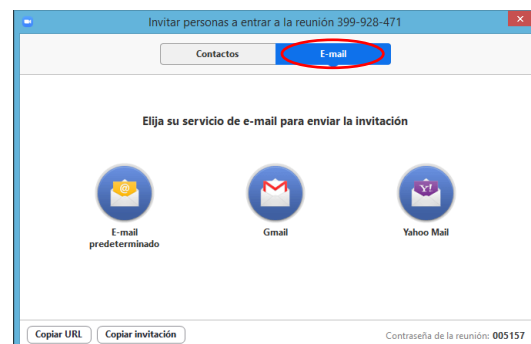 Invitar personas a entrar a la reunión 399-928-471
Contactos
E-mail
Elija su servicio de e-mail para enviar la invitación
E-mail
predeterminado
Gmail
Yahoo Mail
Copiar URL
Copiar invitación
Contraseña de la reunión: 005157